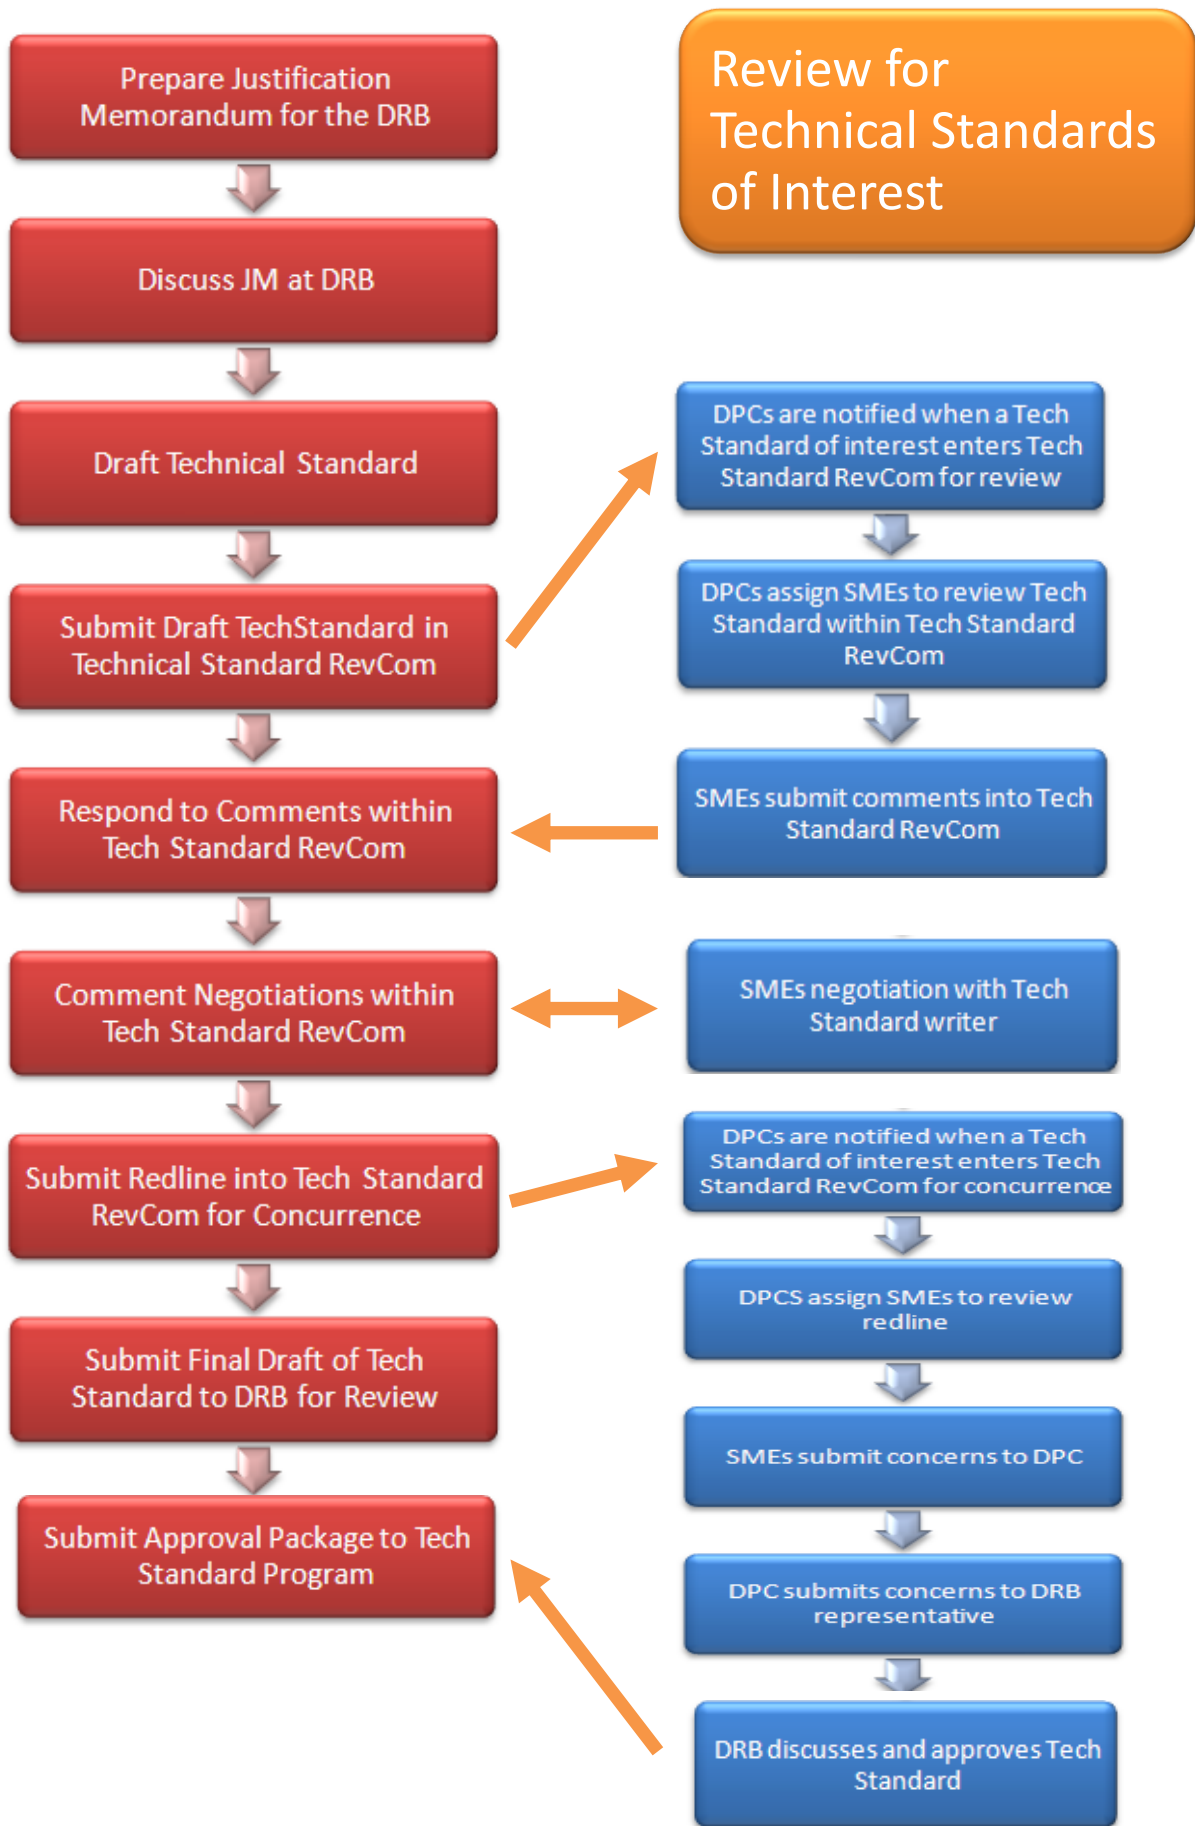 Review for
Technical Standards
of Interest
Prepare Justification
Memorandum for the DRB
Discuss JM at DRB
Draft Technical Standard
Submit Draft TechStandard in
Technical Standard RevCom
Respond to Comments within
Tech Standard RevCom
Comment Negotiations within
Tech Standard RevCom
Submit Redline into Tech Standard
RevCom for Concurrence
Submit Final Draft of Tech
Standard to DRB for Review
Submit Approval Package to Tech
Standard Program
DPCs are notified when a Tech
Standard of interest enters Tech
Standard RevCom for review
DPCs assign SMEs to review Tech
Standard within Tech Standard
RevCom
SMEs submit comments into Tech
Standard RevCom
SMEs negotiation with Tech
Standard writer
DPCs are notified when a Tech
Standard of interest enters Tech
Standard RevCom for concurrence
DPCS assign SMEs to review
redline
SMEs submit concerns to DPC
DPC submits concerns to DRB
representative
DRB discusses and approves Tech
Standard